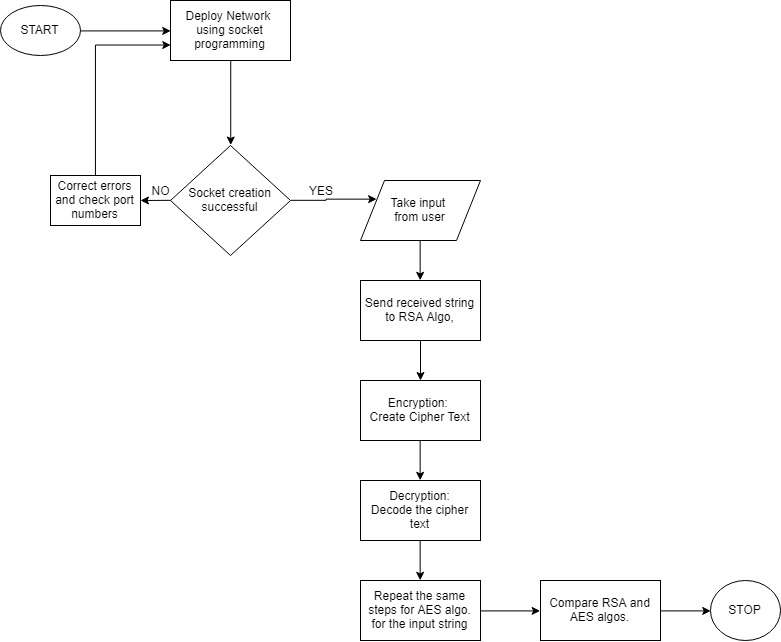 START
Deploy Network
using socket
programming
Correct errors
and check port
numbers
NO
Socket creation
successful
YES
Take input
from user
Send received string
to RSA Algo,
Encryption:
Create Cipher Text
Decryption:
Decode the cipher
text
Repeat the same
steps for AES algo.
for the input string
Compare RSA and
AES algos.
STOP